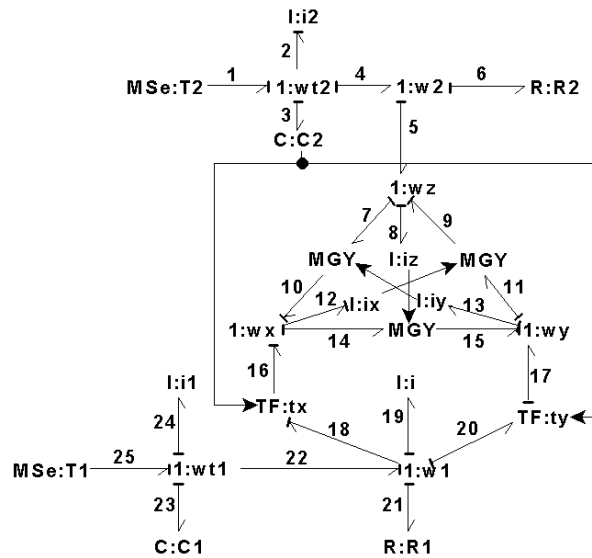 I:i2
2
1
4
6
MSe:T2
1:wt2
1:w2
R:R2
3
5
C:C2
1:wz
7
8
9
MGY
I:iz
MGY
10
11
12
I:ix
I:iy
13
1:wx
MGY
1:wy
14
15
16
17
I:i1
I:i
TF:tx
TF:ty
24
18
19
20
MSe:T1
25
1:wt1
22
1:w1
23
21
C:C1
R:R1